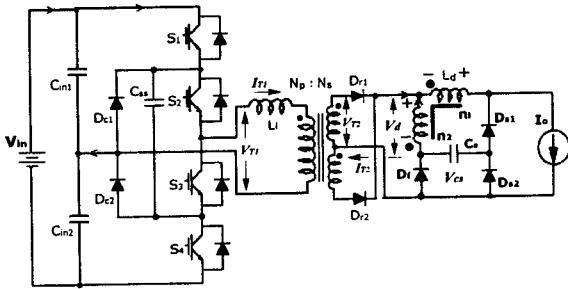 S1
Cin1
Css
Dc1
S2
IT1
Np : Ns
Dr1
Ld
n1
Ll
VT1
VT2
Vd
n2
Cs
Ds1
Io
Vin
S3
IT2
Df
Vcs
Ds2
Dc2
Cin2
S4
Dr2